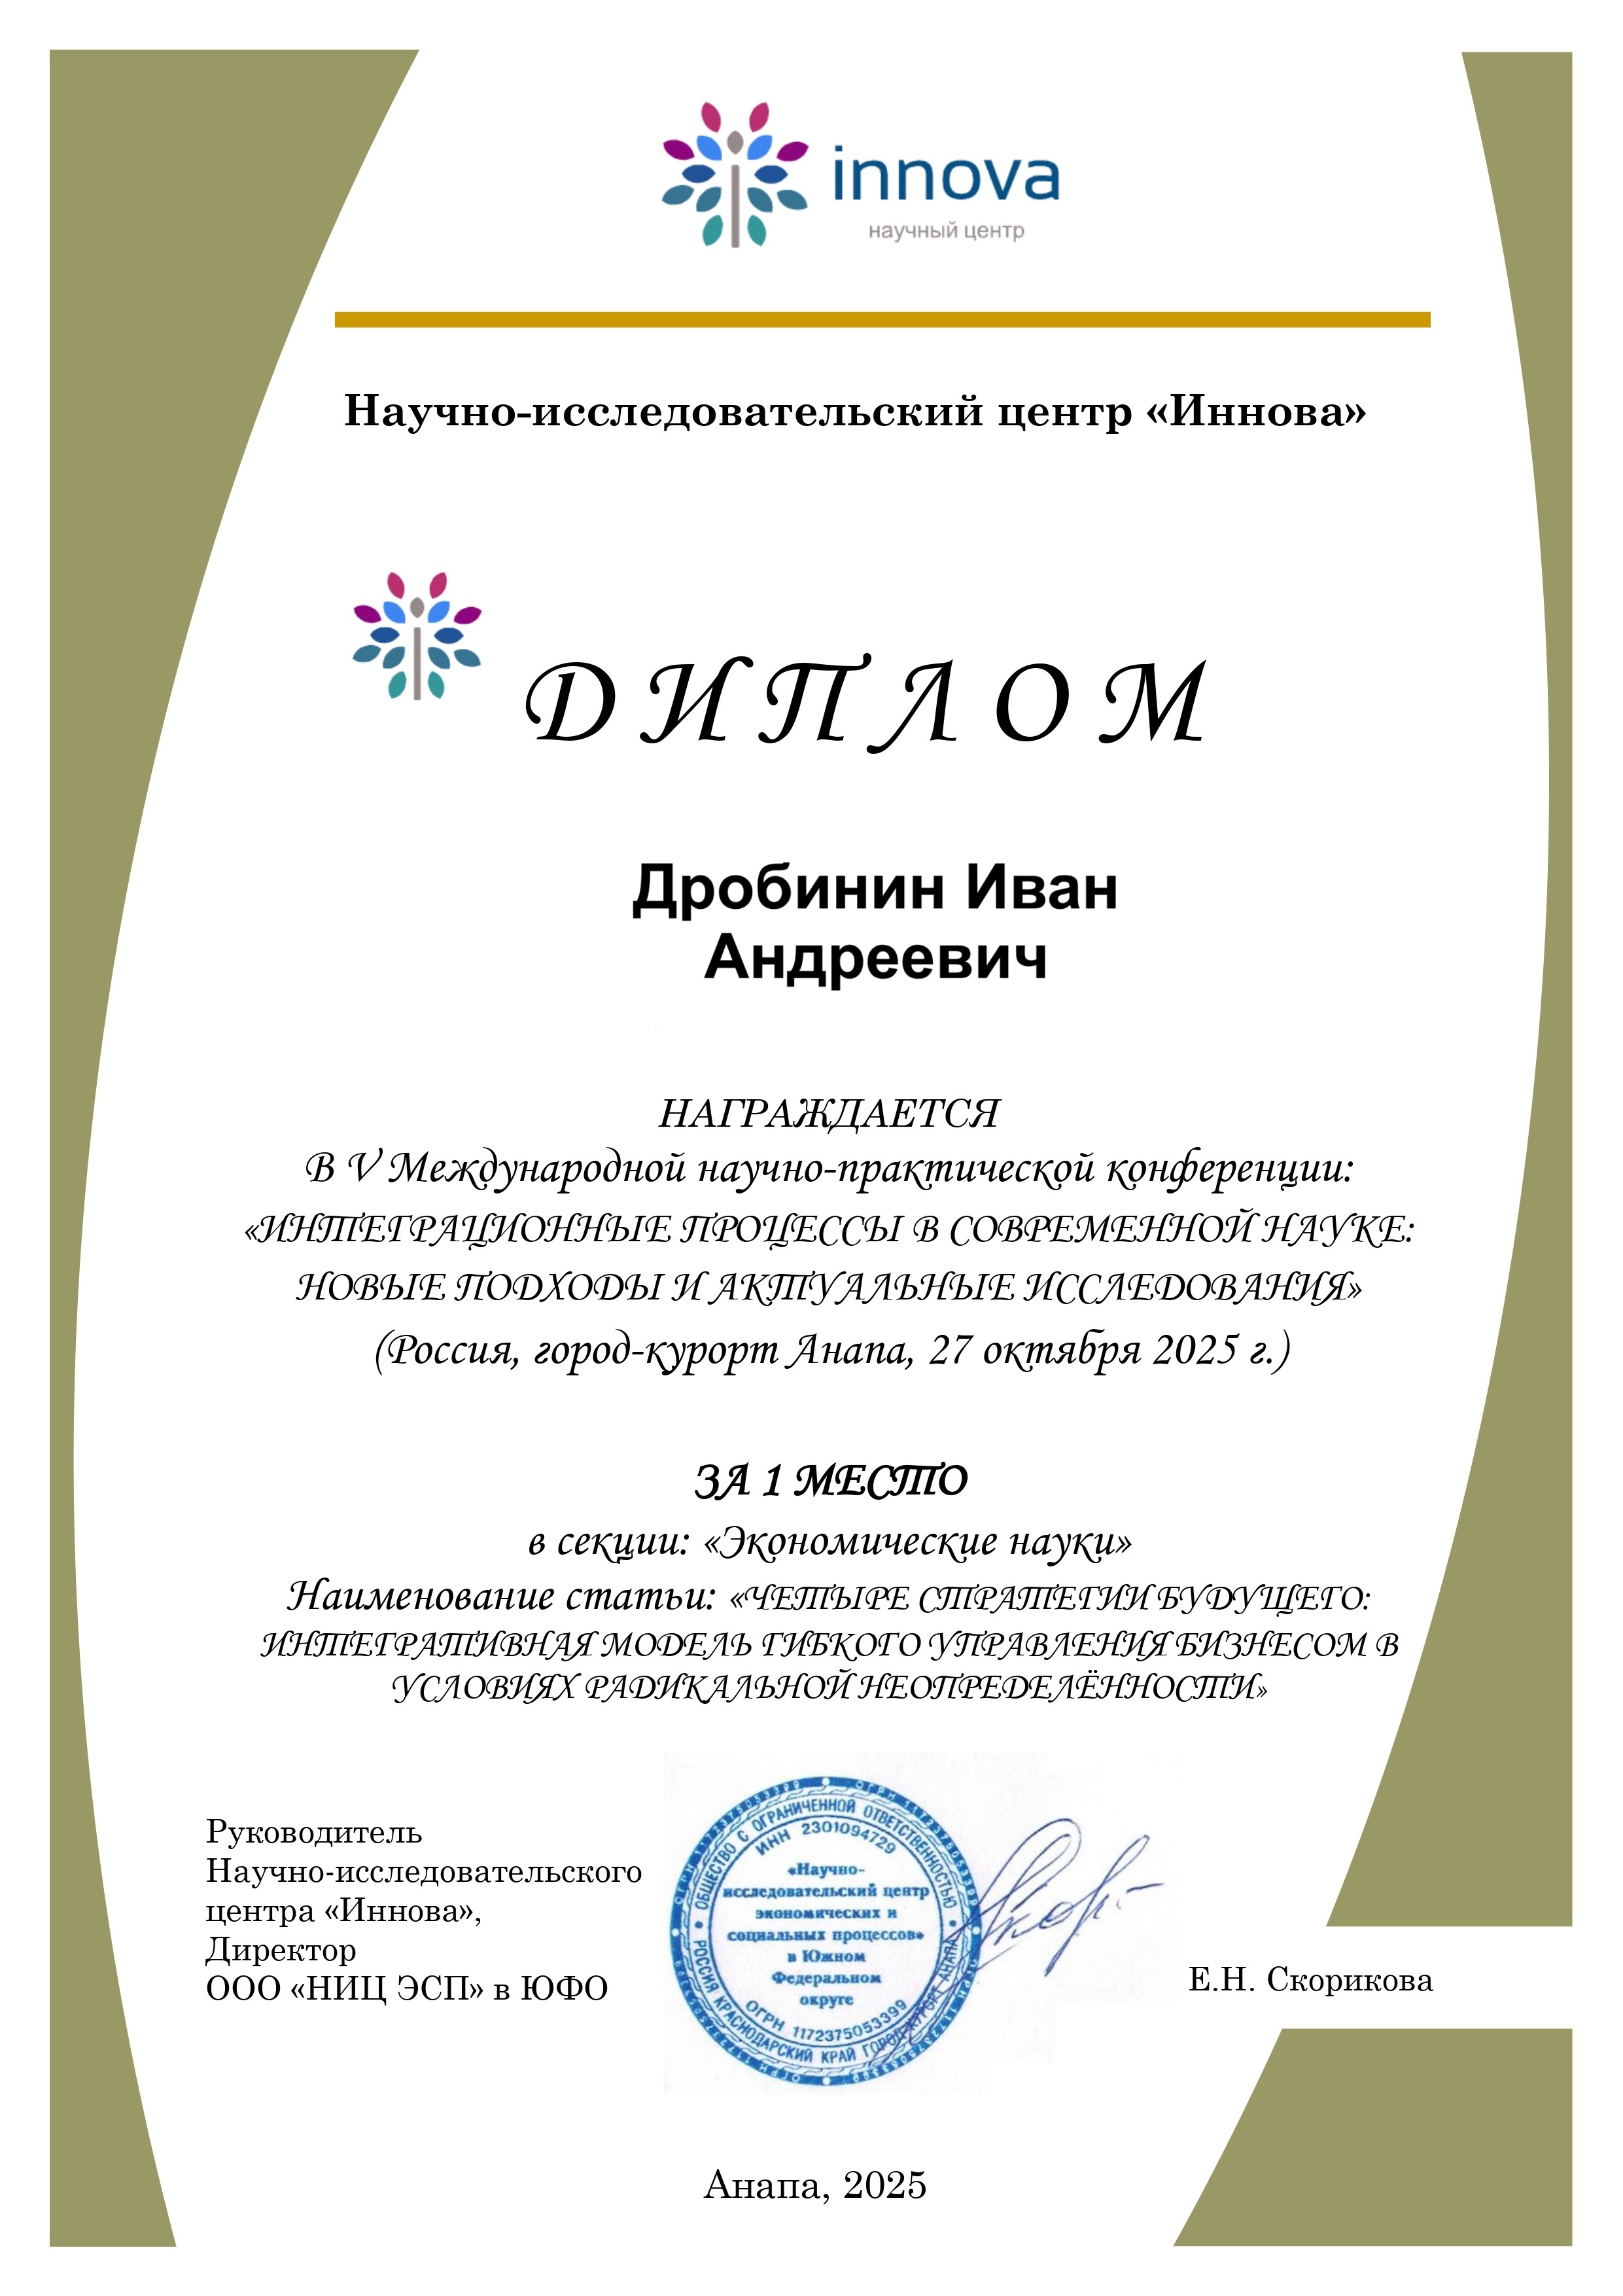 innova
научный центр
Научно-исследовательский центр «Иннова»
ДИПЛОМ
Дробинин Иван
Андреевич
НАГРАЖДАЕТСЯ
В V Международной научно-практической конференции:
«ИНТЕГРАЦИОННЫЕ ПРОЦЕССЫ В СОВРЕМЕННОЙ НАУКЕ:
НОВЫЕ ПОДХОДЫ И АКТУАЛЬНЫЕ ИССЛЕДОВАНИЯ»
(Россия, город-курорт Анапа, 27 октября 2025 г.)
ЗА 1 МЕСТО
в секции: «Экономические науки»
Наименование статьи: «ЧЕТЫРЕ СТРАТЕГИИ БУДУЩЕГО:
ИНТЕГРАТИВНАЯ МОДЕЛЬ ГИБКОГО УПРАВЛЕНИЯ БИЗНЕСОМ В
УСЛОВИЯХ РАДИКАЛЬНОЙ НЕОПРЕДЕЛЁННОСТИ»
Руководитель
Научно-исследовательского
центра «Иннова»,
Директор
ООО «НИЦ ЭСП» в ЮФО
ОБЩЕСТВО С ОГРАНИЧЕННОЙ ОТВЕТСТВЕННОСТЬЮ
ИНН 2301094729
«Научно-
исследовательский центр
экономических и
социальных процессов»
в Южном
Федеральном
округе
ОГРН 1172375053399
РОССИЯ КРАСНОДАРСКИЙ КРАЙ ГОРОД-КУРОРТ АНАПА
Е.Н. Скорикова
Анапа, 2025